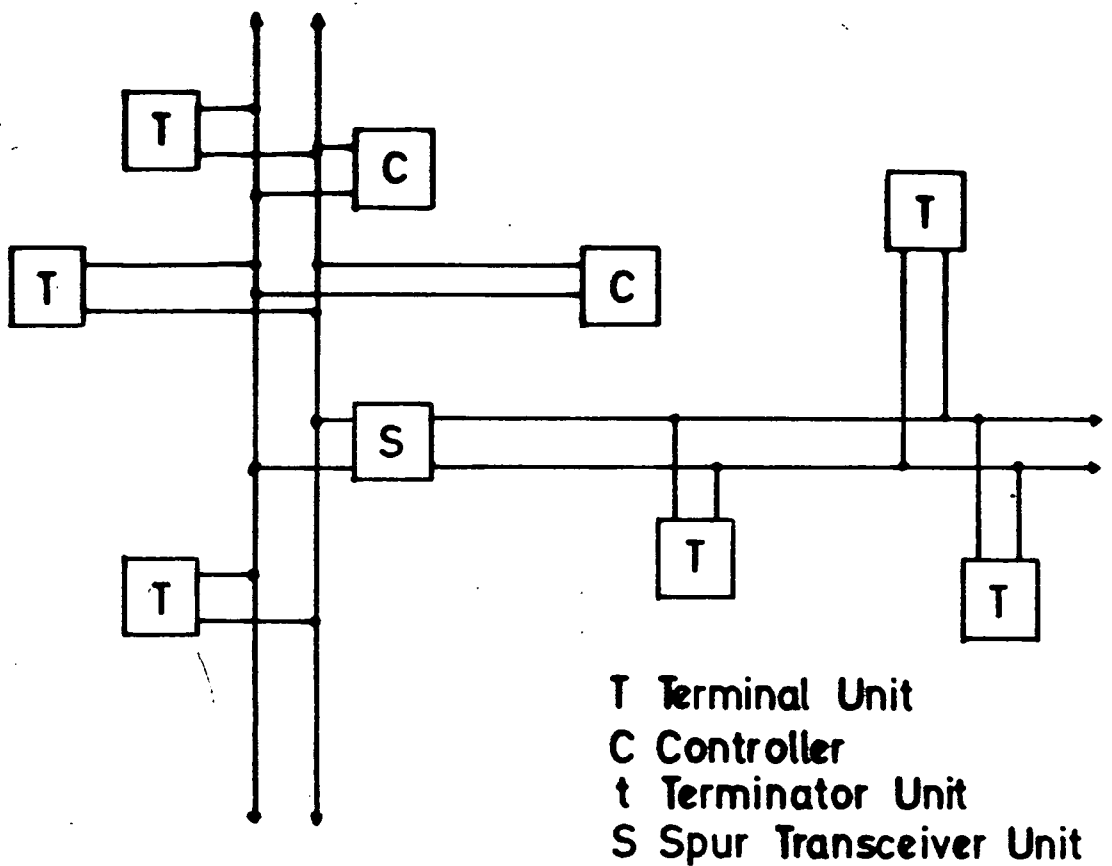 T
C
T
T
C
S
T
T
T
T Terminal Unit
C Controller
t Terminator Unit
S Spur Transceiver Unit